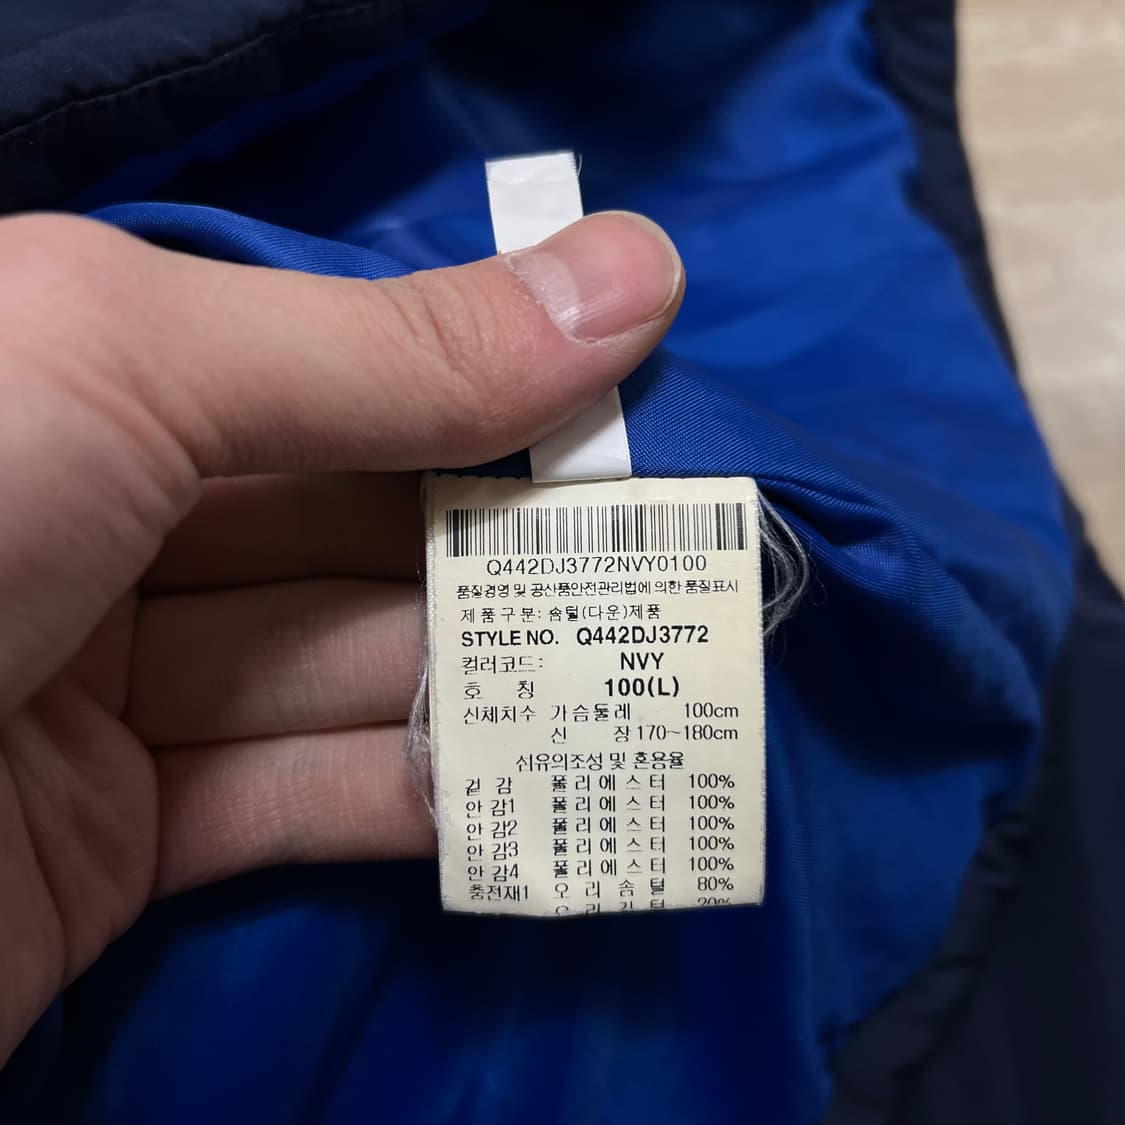 Q442DJ3772NVY0100
품질경영 및 공산품안전관리법에 의한 품질표시
제품구분: 솜털(다운)제품
STYLE NO. Q442DJ3772
컬러코드: NVY
호 칭 100(L)
신체치수 가슴둘레 100cm
신 장 170~180cm
섬유의조성 및 혼용율
겉 감 폴리에스터 100%
안 감1 폴리에스터 100%
안 감2 폴리에스터 100%
안 감3 폴리에스터 100%
안 감4 폴리에스터 100%
충전재1 오리솜털 80%
오리깃털 20%